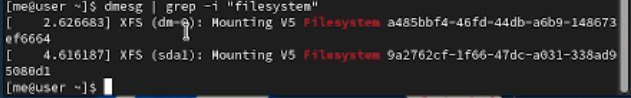 [me@user ~]$ dmesg | grep -i "filesystem"
[    2.626683] XFS (dm-0): Mounting V5 Filesystem a485bbf4-46fd-44db-a6b9-148673
ef6664
[    4.616187] XFS (sda1): Mounting V5 Filesystem 9a2762cf-1f66-47dc-a031-338ad9
5080d1
[me@user ~]$